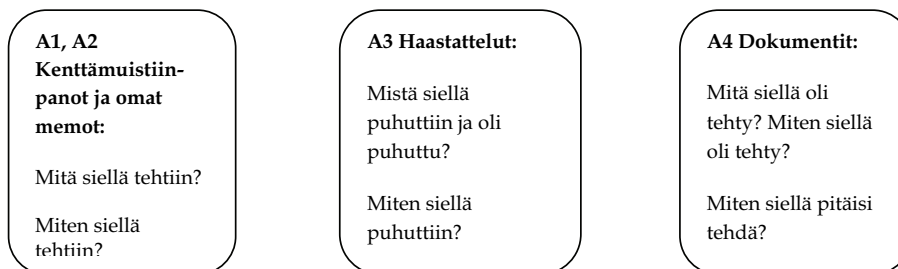 A1, A2
Kenttämuistiin-
panot ja omat
memot:
Mitä siellä tehtiin?
Miten siellä
tehtiin?
A3 Haastattelut:
Mistä siellä
puhuttiin ja oli
puhuttu?
Miten siellä
puhuttiin?
A4 Dokumentit:
Mitä siellä oli
tehty? Miten siellä
oli tehty?
Miten siellä pitäisi
tehdä?